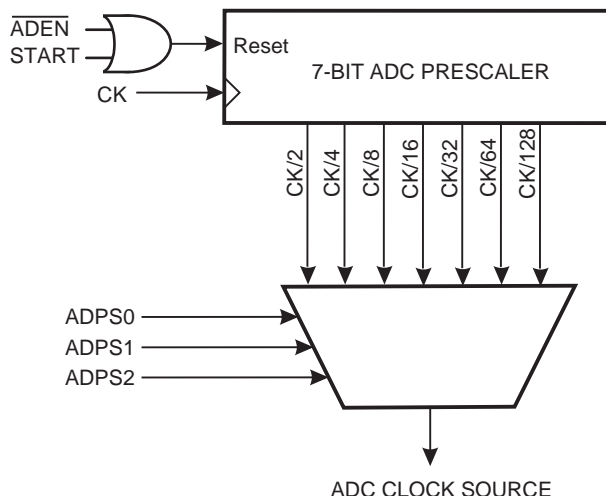 ADEN
START
Reset
7-BIT ADC PRESCALER
CK
CK/2
CK/4
CK/8
CK/16
CK/32
CK/64
CK/128
ADPS0
ADPS1
ADPS2
ADC CLOCK SOURCE